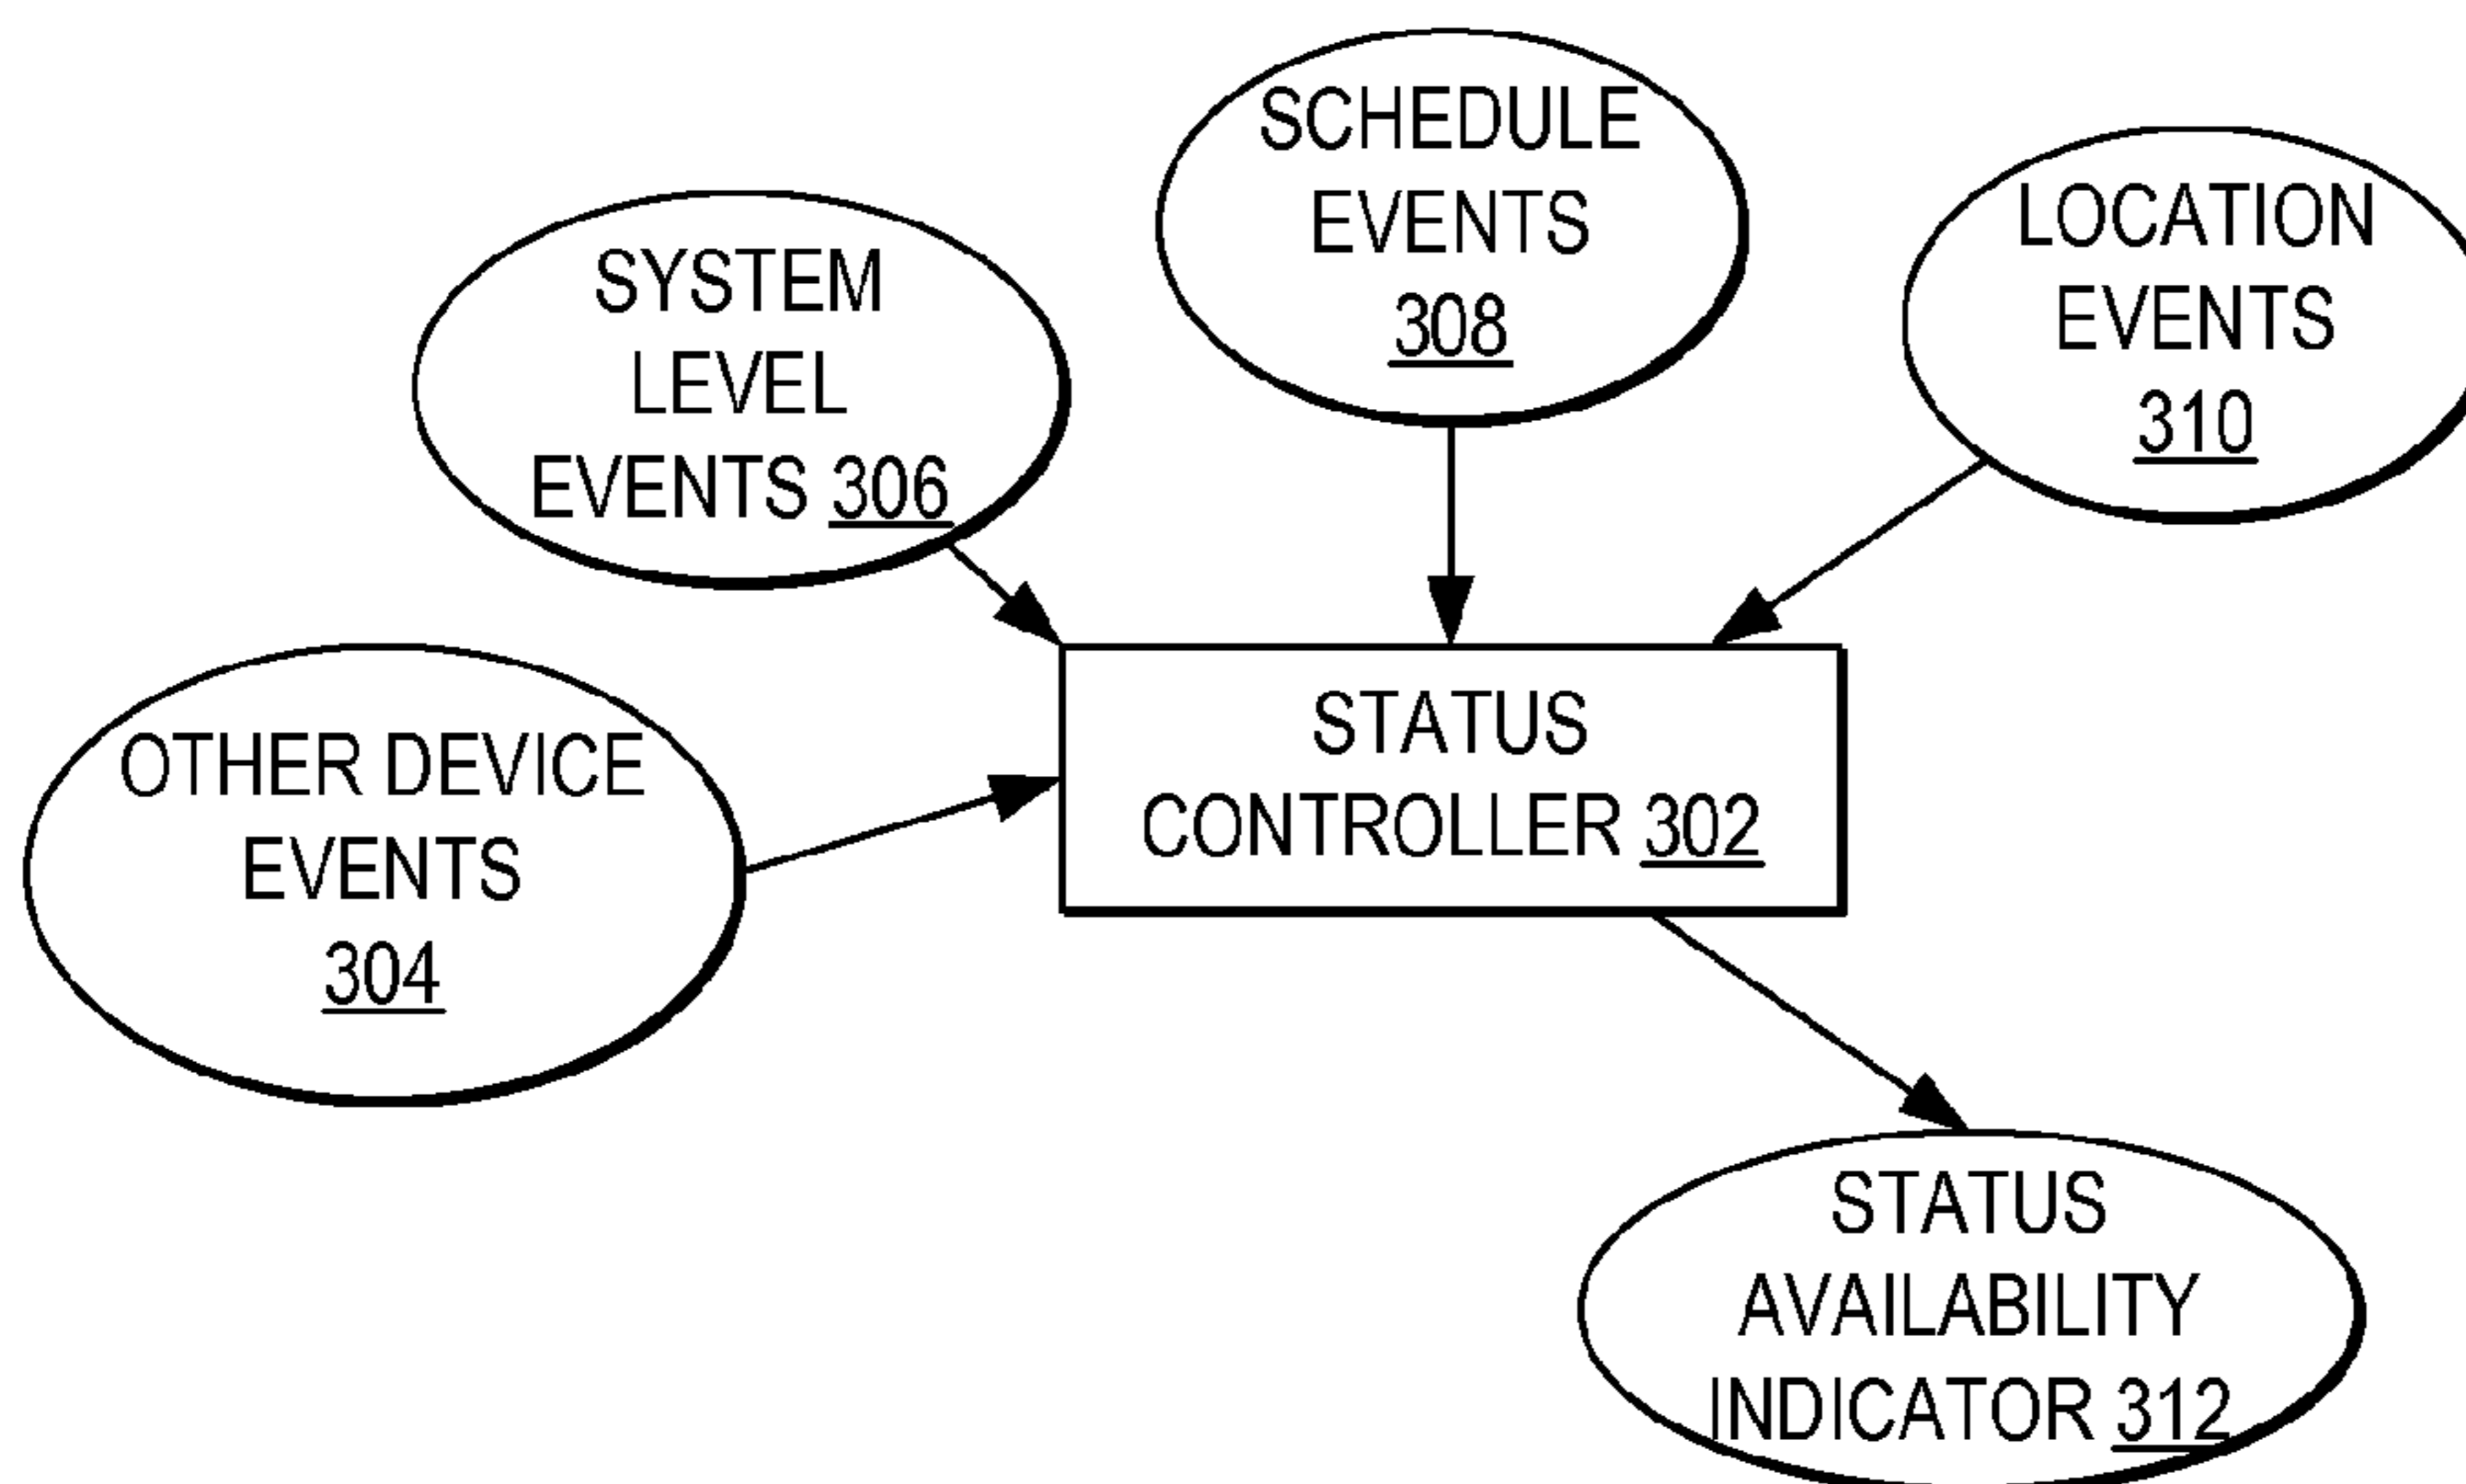 SCHEDULE
EVENTS
308
LOCATION
EVENTS
310
SYSTEM
LEVEL
EVENTS 306
OTHER DEVICE
EVENTS
304
STATUS
CONTROLLER 302
STATUS
AVAILABILITY
INDICATOR 312